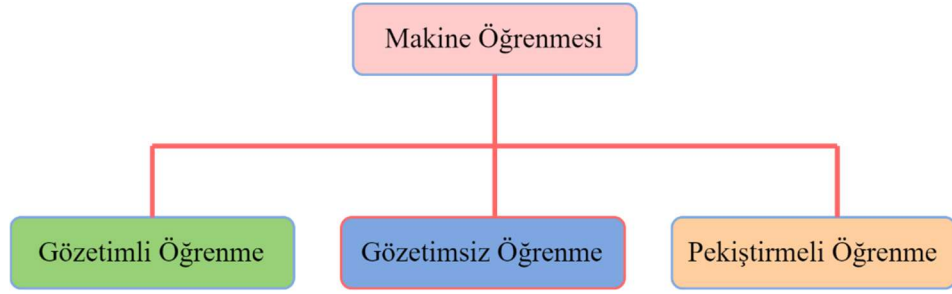 Makine Öğrenmesi
Gözetimli Öğrenme
Gözetimsiz Öğrenme
Pekiştirmeli Öğrenme